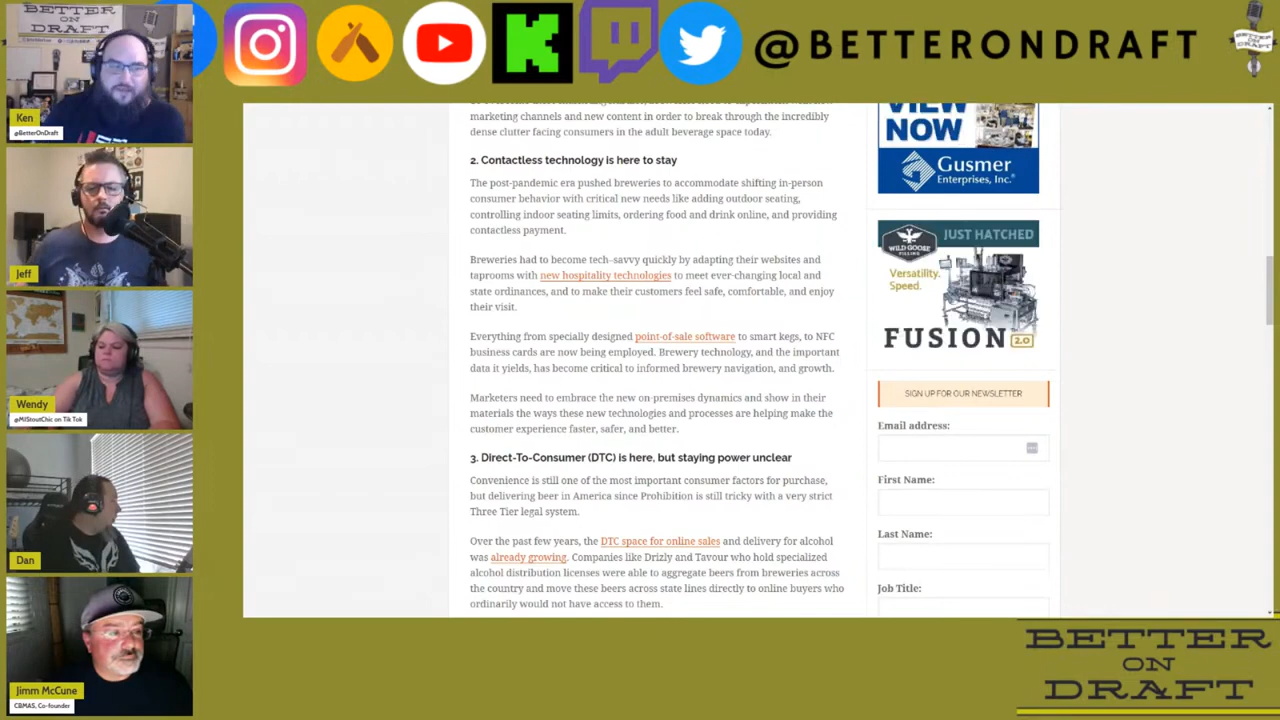 BETTER
ON
DRAFT
@BETTERONDRAFT
BETTER
ON DRAFT
Ken
@BetterOnDraft
Jeff
Wendy
@MIStoutChic on Tik Tok
Dan
Jimm McCune
CBMAS, Co-founder
marketing channels and new content in order to break through the incredibly
dense clutter facing consumers in the adult beverage space today.
2. Contactless technology is here to stay
The post-pandemic era pushed breweries to accommodate shifting in-person
consumer behavior with critical new needs like adding outdoor seating,
controlling indoor seating limits, ordering food and drink online, and providing
contactless payment.
Breweries had to become tech-savvy quickly by adapting their websites and
taprooms with new hospitality technologies to meet ever-changing local and
state ordinances, and to make their customers feel safe, comfortable, and enjoy
their visit.
Everything from specially designed point-of-sale software to smart kegs, to NFC
business cards are now being employed. Brewery technology, and the important
data it yields, has become critical to informed brewery navigation, and growth.
Marketers need to embrace the new on-premises dynamics and show in their
materials the ways these new technologies and processes are helping make the
customer experience faster, safer, and better.
3. Direct-To-Consumer (DTC) is here, but staying power unclear
Convenience is still one of the most important consumer factors for purchase,
but delivering beer in America since Prohibition is still tricky with a very strict
Three Tier legal system.
Over the past few years, the DTC space for online sales and delivery for alcohol
was already growing. Companies like Drizly and Tavour who hold specialized
alcohol distribution licenses were able to aggregate beers from breweries across
the country and move these beers across state lines directly to online buyers who
ordinarily would not have access to them.
VIEW
NOW
Gusmer
Enterprises, Inc.®
WILD GOOSE
FILLING
JUST HATCHED
Versatility.
Speed.
FUSION 2.0
SIGN UP FOR OUR NEWSLETTER
Email address:
First Name:
Last Name:
Job Title:
BETTER
ON
DRAFT